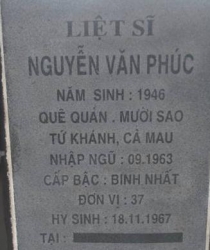 LIỆT SĨ
NGUYỄN VĂN PHÚC
NĂM SINH : 1946
QUÊ QUÁN . MƯỜI SAO
TỨ KHÁNH, CÀ MAU
NHẬP NGŨ : 09.1963
CẤP BẬC : BÍNH NHẤT
ĐƠN VỊ : 37
HY SINH : 18.11.1967
TẠI :